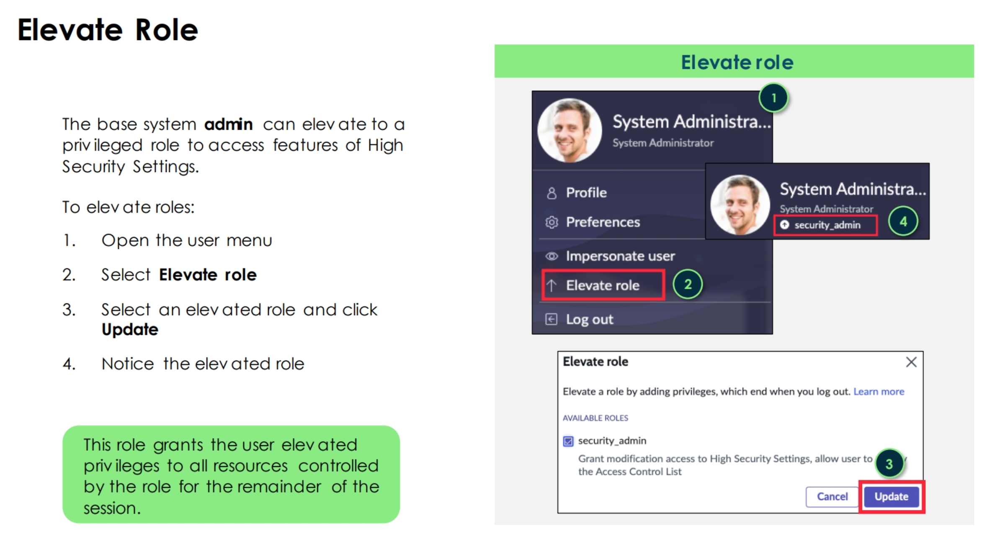 Elevate Role
The base system admin can elevate to a
privileged role to access features of High
Security Settings.
To elevate roles:
1. Open the user menu
2. Select Elevate role
3. Select an elevated role and click
Update
4. Notice the elevated role
This role grants the user elevated
privileges to all resources controlled
by the role for the remainder of the
session.
Elevate role
1
System Administra...
System Administrator
Profile
Preferences
Impersonate user
Elevate role
2
Log out
System Administra...
System Administrator
security_admin
4
Elevate role
Elevate a role by adding privileges, which end when you log out. Learn more
AVAILABLE ROLES
security_admin
Grant modification access to High Security Settings, allow user to
3
the Access Control List
Cancel
Update